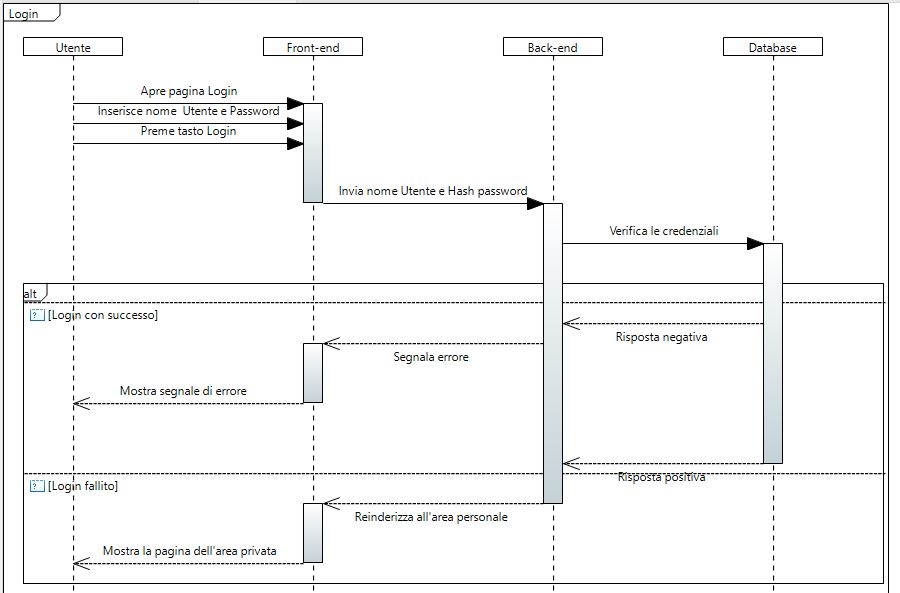 Login
Utente
Front-end
Back-end
Database
Apre pagina Login
Inserisce nome Utente e Password
Preme tasto Login
Invia nome Utente e Hash password
Verifica le credenziali
alt
? [Login con successo]
Risposta negativa
Segnala errore
Mostra segnale di errore
Risposta positiva
? [Login fallito]
Reinderizza all'area personale
Mostra la pagina dell'area privata